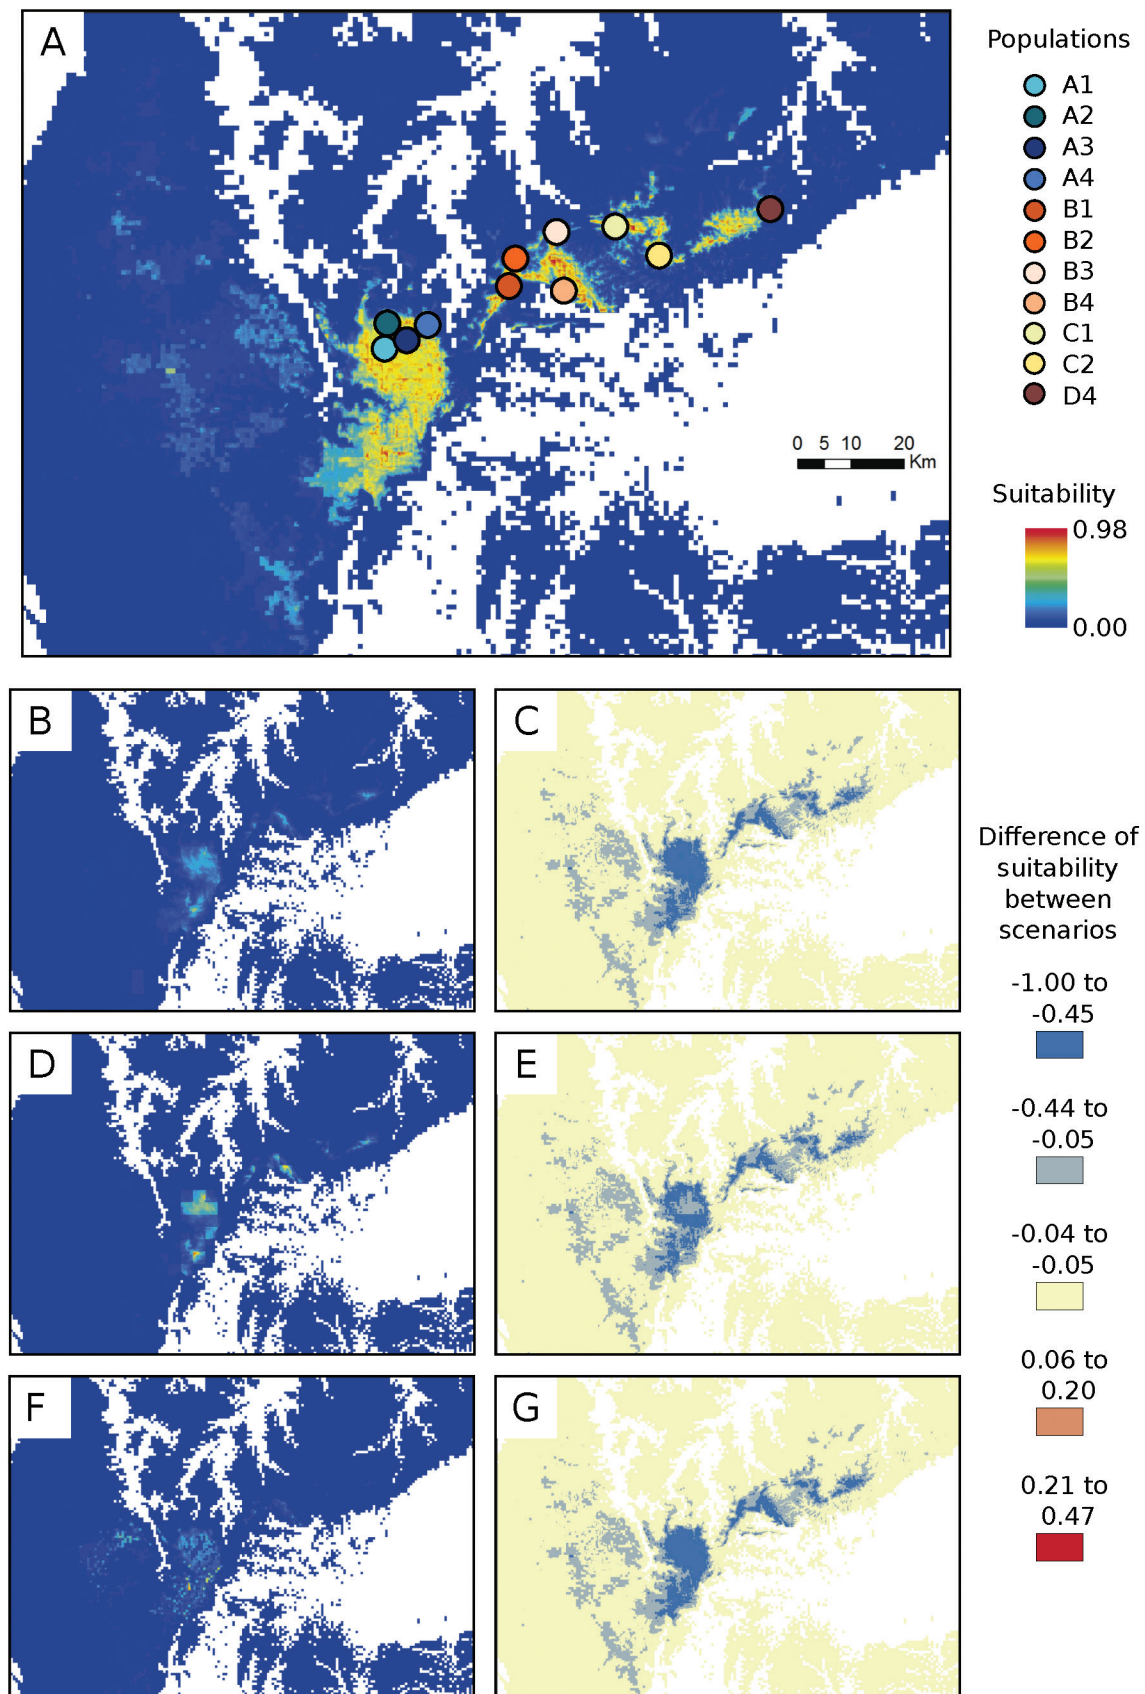 A
Populations
A1
A2
A3
A4
B1
B2
B3
B4
C1
C2
D4
0 5 10 20
Km
Suitability
0.98
0.00
B
C
D
E
F
G
Difference of
suitability
between
scenarios
-1.00 to
-0.45
-0.44 to
-0.05
-0.04 to
-0.05
0.06 to
0.20
0.21 to
0.47